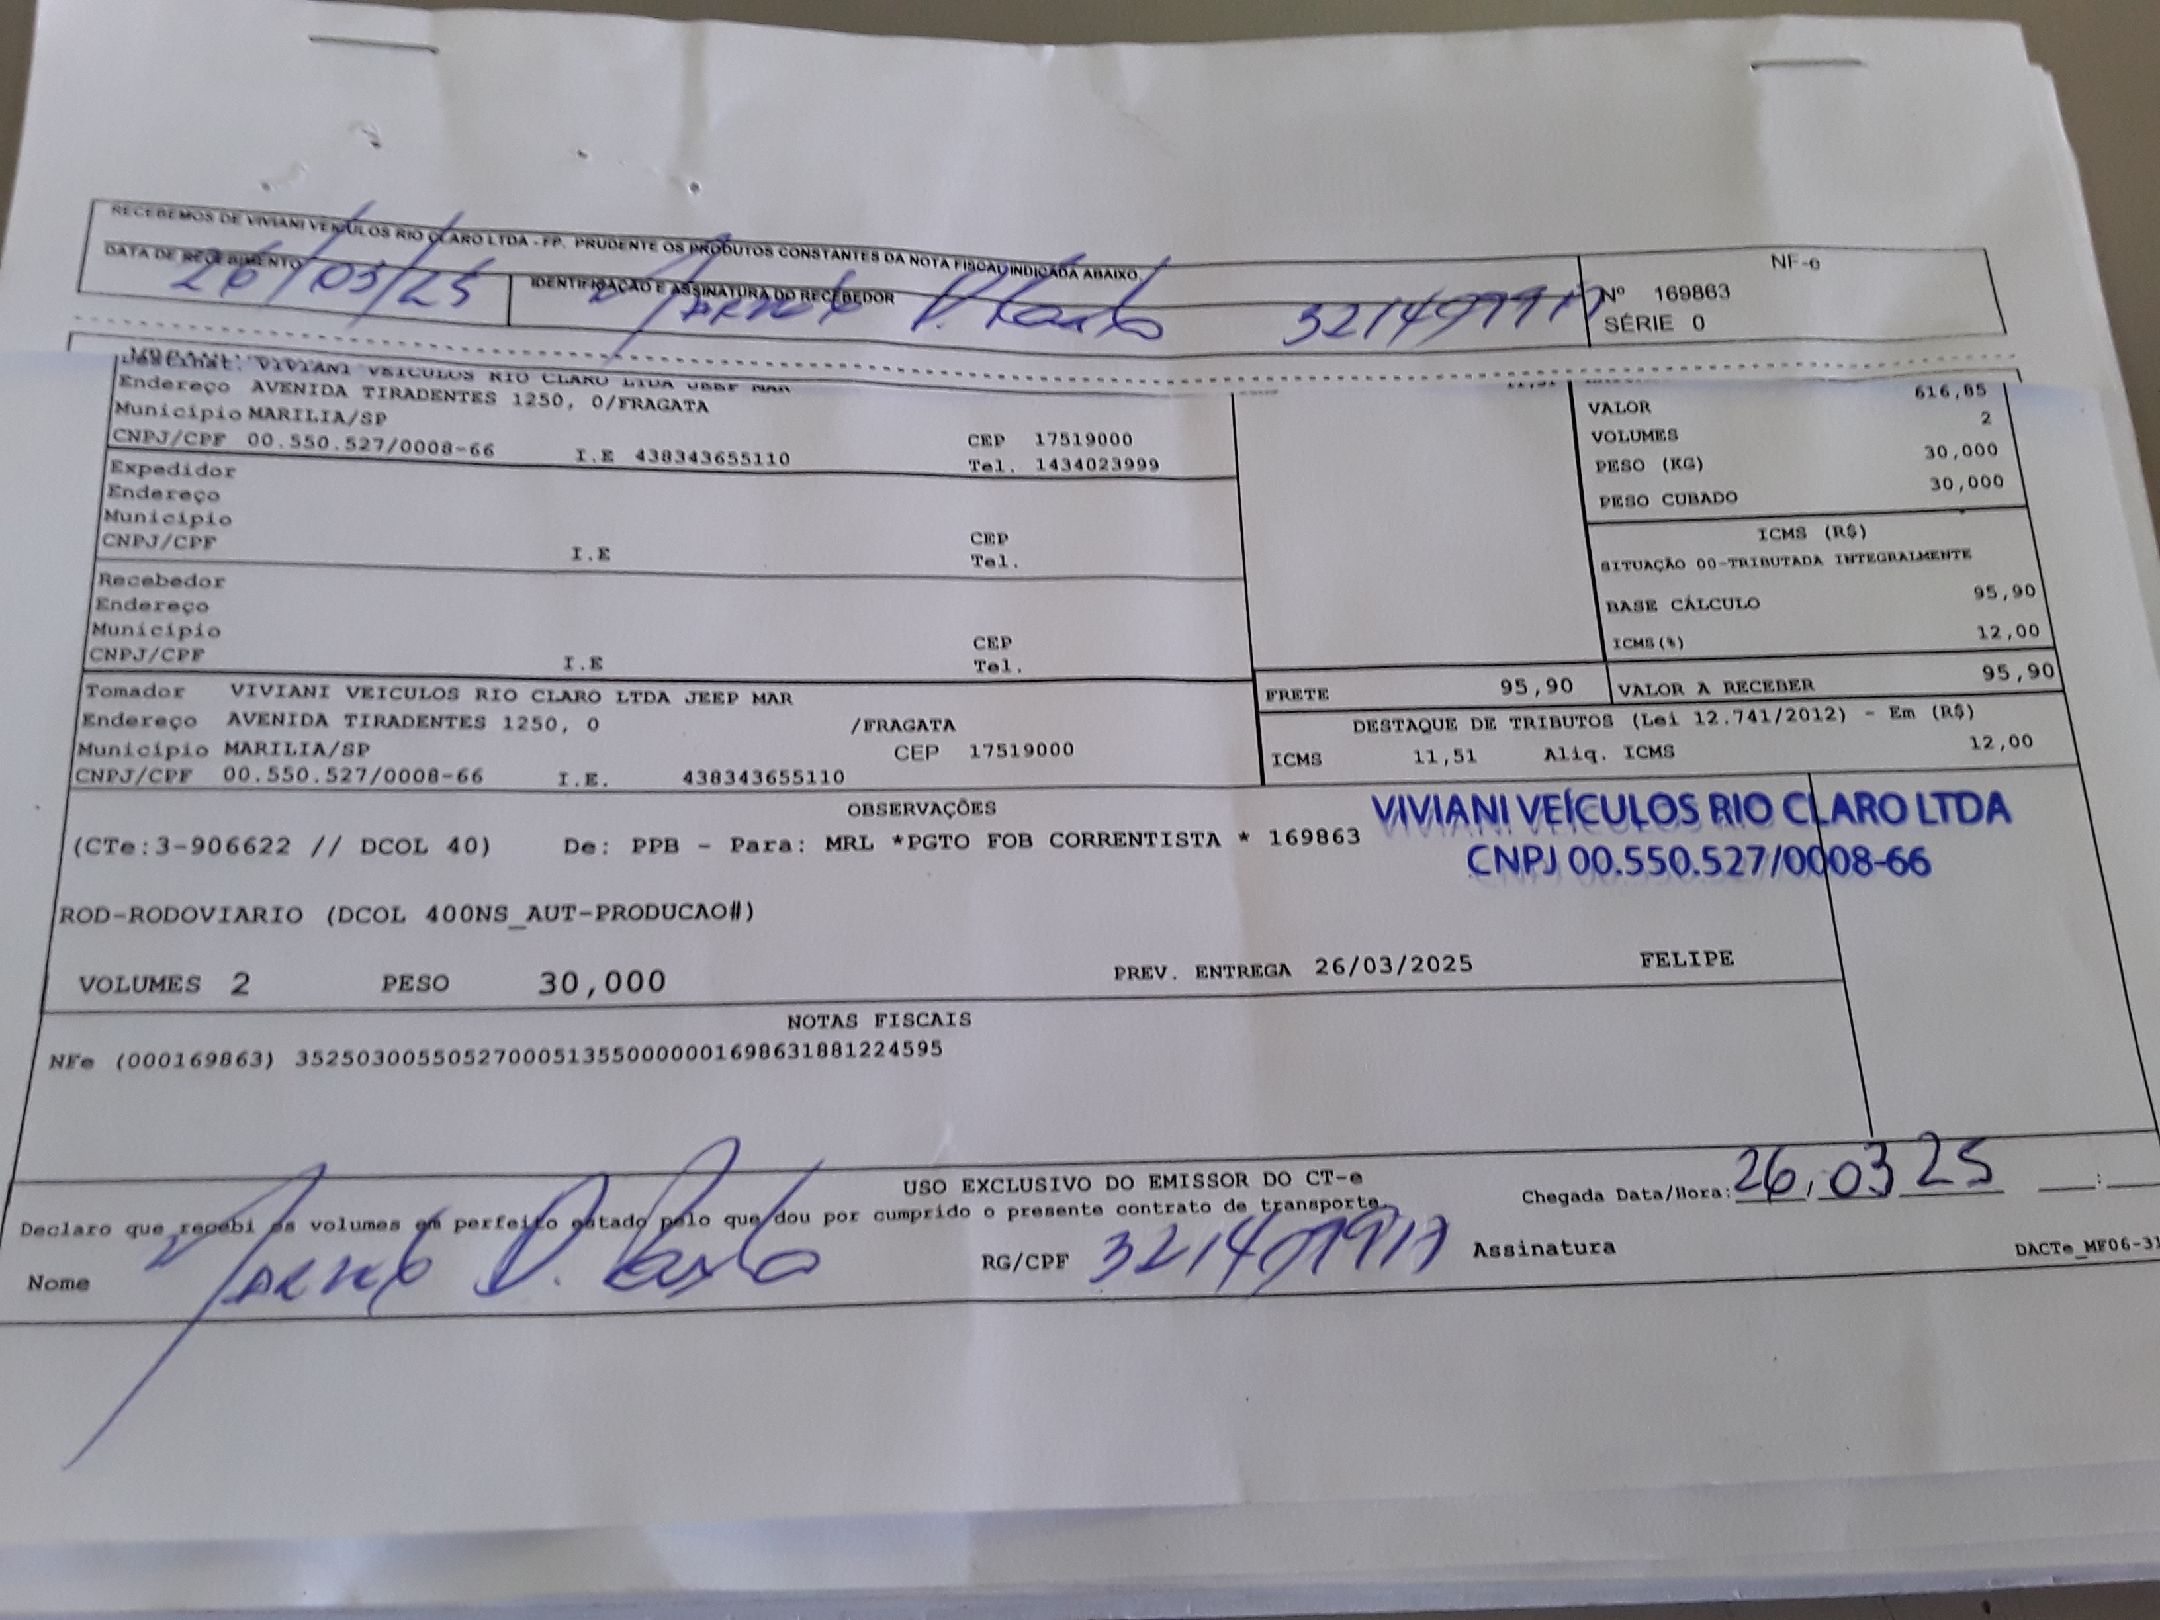 RECEBEMOS DE VIVIANI VEÍCULOS RIO CLARO LTDA - FP. PRUDENTE OS PRODUTOS CONSTANTES DA NOTA FISCAL INDICADA ABAIXO
DATA DE RECEBIMENTO
26/03/25
IDENTIFICAÇÃO E ASSINATURA DO RECEBEDOR
NF-e
Nº 169863
SÉRIE 0
VIVIANI VEICULOS RIO CLARO LTDA JEEP MAR
Endereço AVENIDA TIRADENTES 1250, 0/FRAGATA
Município MARILIA/SP
CEP 17519000
CNPJ/CPF 00.550.527/0008-66 I.E 438343655110 Tel. 1434023999
Expedidor
Endereço
Município
CEP
CNPJ/CPF I.E Tel.
Recebedor
Endereço
Município
CEP
CNPJ/CPF I.E Tel.
Tomador VIVIANI VEICULOS RIO CLARO LTDA JEEP MAR
Endereço AVENIDA TIRADENTES 1250, 0 /FRAGATA
Município MARILIA/SP CEP 17519000
CNPJ/CPF 00.550.527/0008-66 I.E. 438343655110
VALOR 616,85
VOLUMES 2
PESO (KG) 30,000
PESO CUBADO 30,000
ICMS (R$)
SITUAÇÃO 00-TRIBUTADA INTEGRALMENTE
BASE CÁLCULO 95,90
ICMS(%) 12,00
FRETE 95,90 VALOR A RECEBER 95,90
DESTAQUE DE TRIBUTOS (Lei 12.741/2012) - Em (R$)
ICMS 11,51 Aliq. ICMS 12,00
OBSERVAÇÕES
(CTe:3-906622 // DCOL 40) De: PPB - Para: MRL *PGTO FOB CORRENTISTA * 169863
VIVIANI VEÍCULOS RIO CLARO LTDA
CNPJ 00.550.527/0008-66
ROD-RODOVIARIO (DCOL 400NS_AUT-PRODUCAO#)
VOLUMES 2 PESO 30,000 PREV. ENTREGA 26/03/2025 FELIPE
NOTAS FISCAIS
NFe (000169863) 35250300550527000513550000001698631881224595
USO EXCLUSIVO DO EMISSOR DO CT-e
Declaro que recebi os volumes em perfeito estado pelo que dou por cumprido o presente contrato de transporte.
Chegada Data/Hora: 26,03 25 :
Nome RG/CPF Assinatura
DACTe_MF06-31